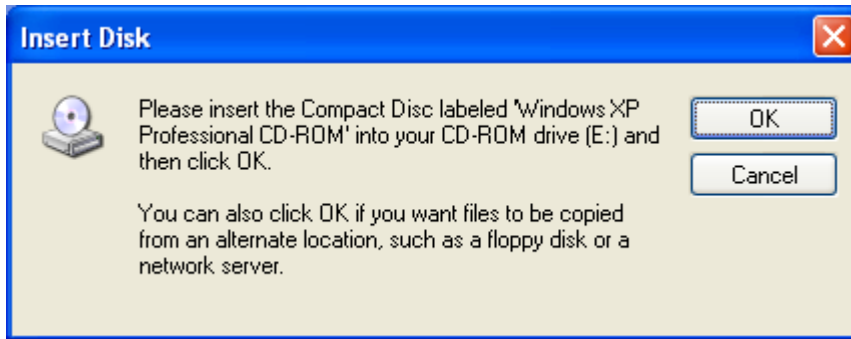 Insert Disk
Please insert the Compact Disc labeled 'Windows XP
Professional CD-ROM' into your CD-ROM drive (E:) and
then click OK.
You can also click OK if you want files to be copied
from an alternate location, such as a floppy disk or a
network server.
OK
Cancel